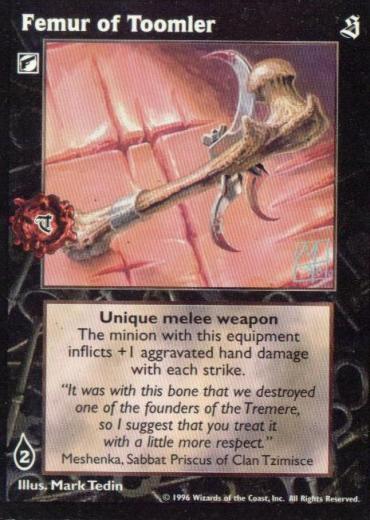 Femur of Toomler
Unique melee weapon
The minion with this equipment
inflicts +1 aggravated hand damage
with each strike.
“It was with this bone that we destroyed
one of the founders of the Tremere,
so I suggest that you treat it
with a little more respect.”
Meshenka, Sabbat Priscus of Clan Tzimisce
2
Illus. Mark Tedin
© 1996 Wizards of the Coast, Inc. All Rights Reserved.